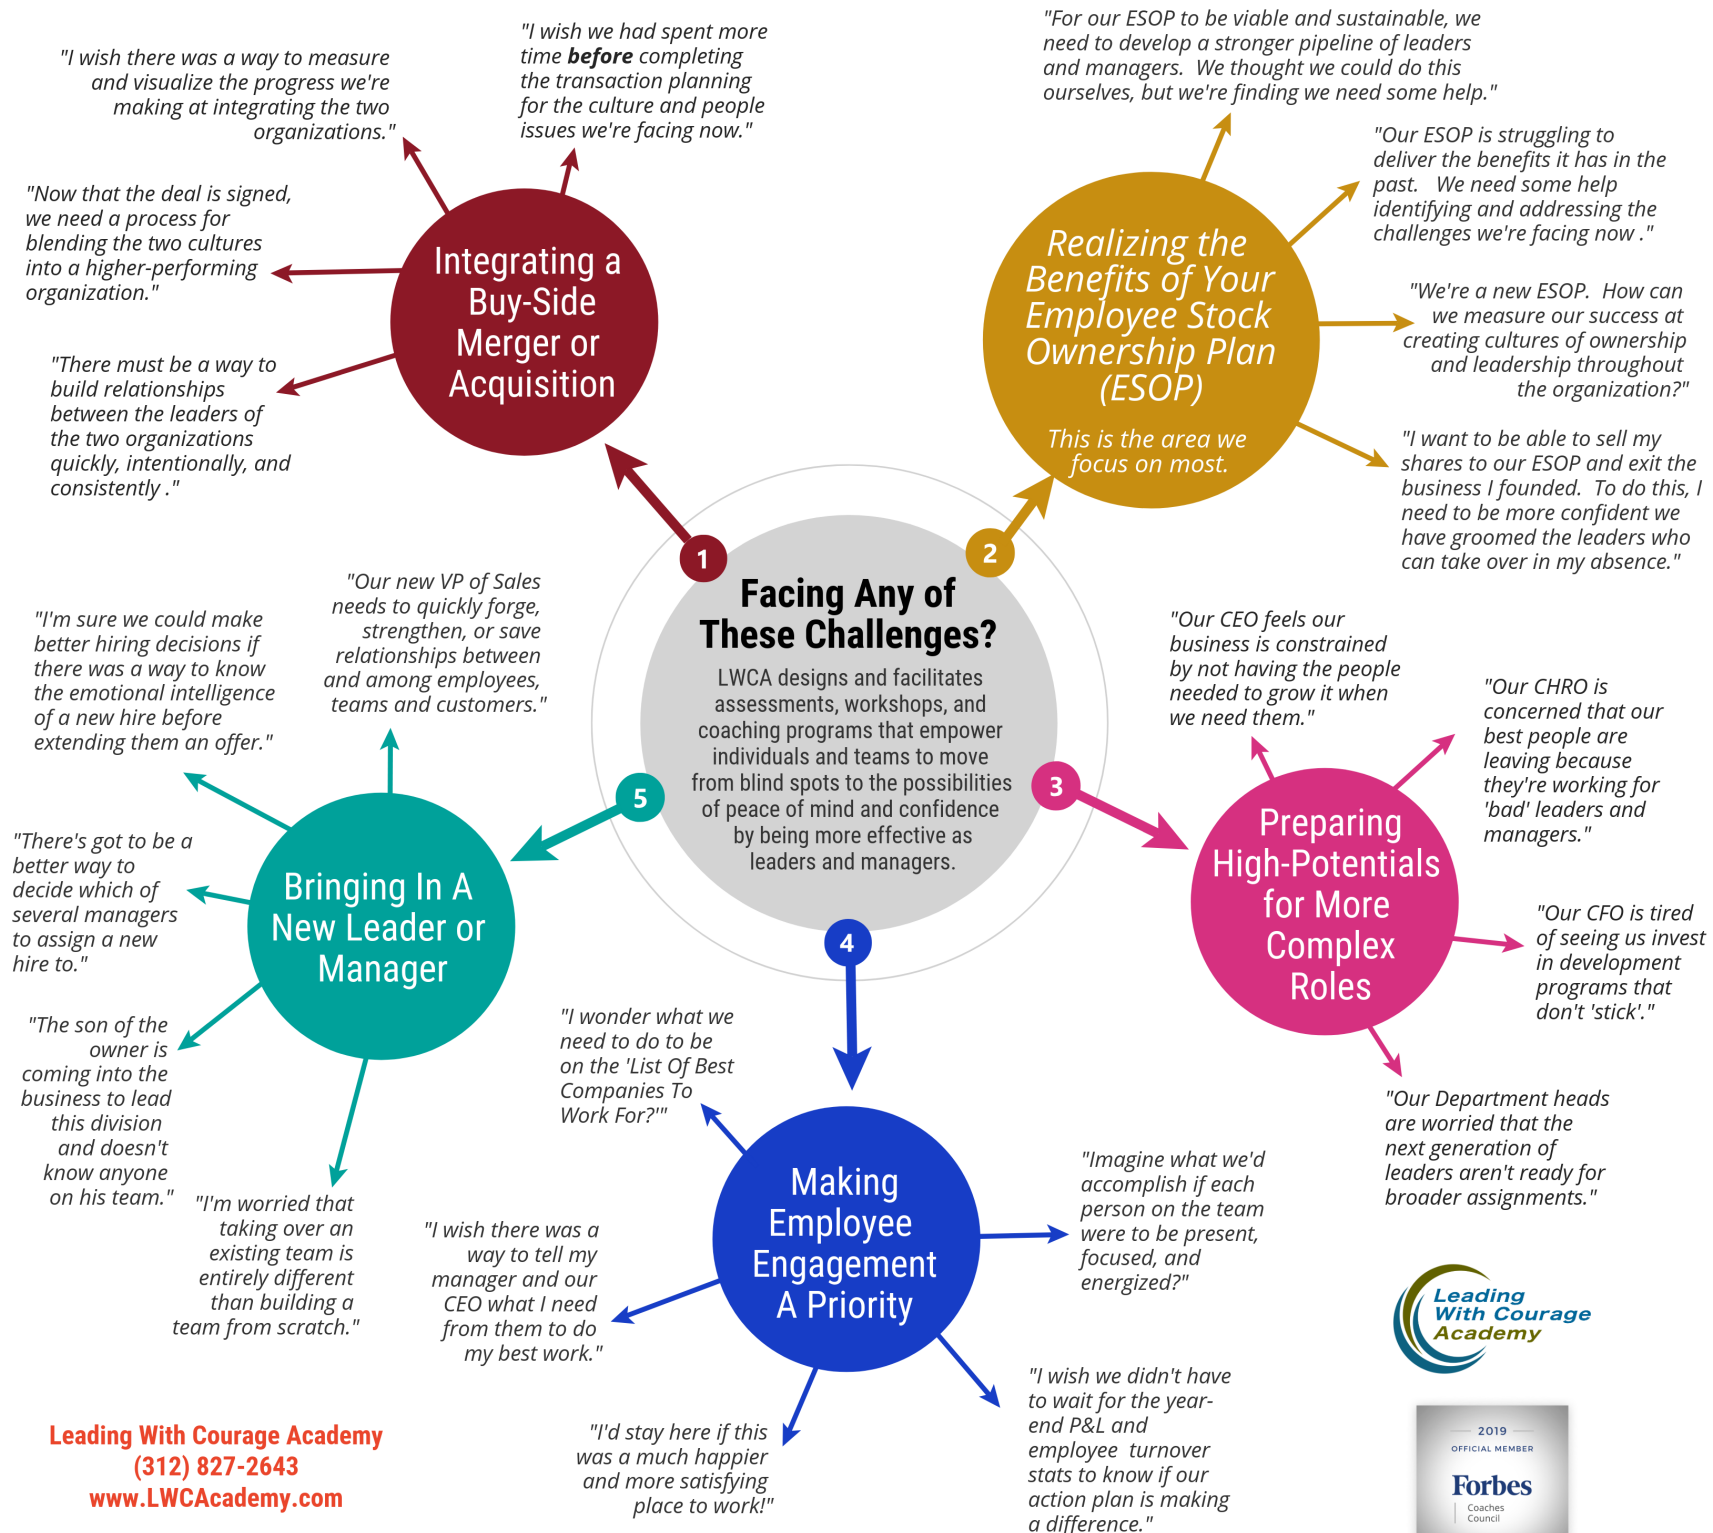 "I wish there was a way to measure
and visualize the progress we're
making at integrating the two
organizations."
"I wish we had spent more
time before completing
the transaction planning
for the culture and people
issues we're facing now."
"Now that the deal is signed,
we need a process for
blending the two cultures
into a higher-performing
organization."
"There must be a way to
build relationships
between the leaders of
the two organizations
quickly, intentionally, and
consistently ."
Integrating a
Buy-Side
Merger or
Acquisition
"For our ESOP to be viable and sustainable, we
need to develop a stronger pipeline of leaders
and managers.  We thought we could do this
ourselves, but we're finding we need some help."
"Our ESOP is struggling to
deliver the benefits it has in the
past.   We need some help
identifying and addressing the
challenges we're facing now ."
"We're a new ESOP.  How can
we measure our success at
creating cultures of ownership
and leadership throughout
the organization?"
"I want to be able to sell my
shares to our ESOP and exit the
business I founded.  To do this, I
need to be more confident we
have groomed the leaders who
can take over in my absence."
Realizing the
Benefits of Your
Employee Stock
Ownership Plan
(ESOP)
This is the area we
focus on most.
1
2
3
4
5
Facing Any of
These Challenges?
LWCA designs and facilitates
assessments, workshops, and
coaching programs that empower
individuals and teams to move
from blind spots to the possibilities
of peace of mind and confidence
by being more effective as
leaders and managers.
"Our CEO feels our
business is constrained
by not having the people
needed to grow it when
we need them."
"Our CHRO is
concerned that our
best people are
leaving because
they're working for
'bad' leaders and
managers."
"Our CFO is tired
of seeing us invest
in development
programs that
don't 'stick'."
"Our Department heads
are worried that the
next generation of
leaders aren't ready for
broader assignments."
Preparing
High-Potentials
for More
Complex
Roles
"Our new VP of Sales
needs to quickly forge,
strengthen, or save
relationships between
and among employees,
teams and customers."
"I'm sure we could make
better hiring decisions if
there was a way to know
the emotional intelligence
of a new hire before
extending them an offer."
"There's got to be a
better way to
decide which of
several managers
to assign a new
hire to."
"The son of the
owner is
coming into the
business to lead
this division
and doesn't
know anyone
on his team."
"I'm worried that
taking over an
existing team is
entirely different
than building a
team from scratch."
Bringing In A
New Leader or
Manager
"I wonder what we
need to do to be
on the 'List Of Best
Companies To
Work For?'"
"I wish there was a
way to tell my
manager and our
CEO what I need
from them to do
my best work."
"I'd stay here if this
was a much happier
and more satisfying
place to work!"
"Imagine what we'd
accomplish if each
person on the team
were to be present,
focused, and
energized?"
"I wish we didn't have
to wait for the year-
end P&L and
employee  turnover
stats to know if our
action plan is making
a difference."
Making
Employee
Engagement
A Priority
Leading With Courage Academy
(312) 827-2643
www.LWCAcademy.com
Leading
With Courage
Academy
2019
OFFICIAL MEMBER
Forbes
Coaches
Council